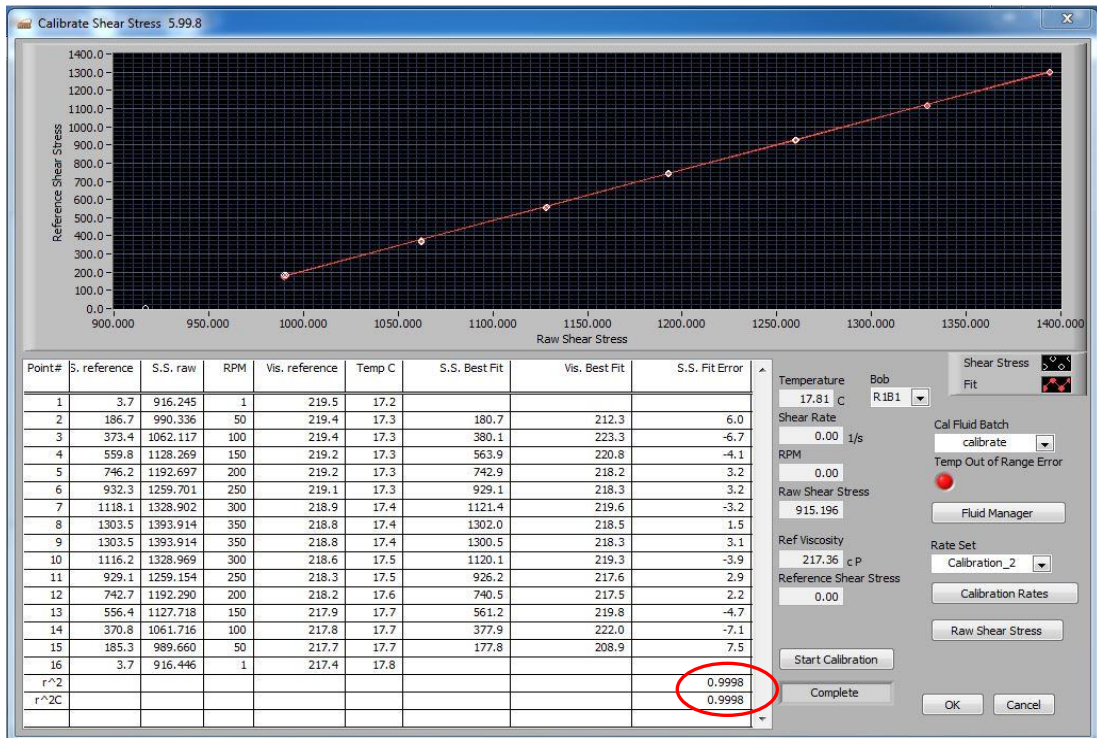 Calibrate Shear Stress 5.99.8
x
Reference Shear Stress
1400.0
1300.0
1200.0
1100.0
1000.0
900.0
800.0
700.0
600.0
500.0
400.0
300.0
200.0
100.0
0.0
900.000 950.000 1000.000 1050.000 1100.000 1150.000 1200.000 1250.000 1300.000 1350.000 1400.000
Raw Shear Stress
Point# S. reference S.S. raw RPM Vis. reference Temp C S.S. Best Fit Vis. Best Fit S.S. Fit Error
1 3.7 916.245 1 219.5 17.2
2 186.7 990.336 50 219.4 17.3 180.7 212.3 6.0
3 373.4 1062.117 100 219.4 17.3 380.1 223.3 -6.7
4 559.8 1128.269 150 219.2 17.3 563.9 220.8 -4.1
5 746.2 1192.697 200 219.2 17.3 742.9 218.2 3.2
6 932.3 1259.701 250 219.1 17.3 929.1 218.3 3.2
7 1118.1 1328.902 300 218.9 17.4 1121.4 219.6 -3.2
8 1303.5 1393.914 350 218.8 17.4 1302.0 218.5 1.5
9 1303.5 1393.914 350 218.8 17.4 1300.5 218.3 3.1
10 1116.2 1328.969 300 218.6 17.5 1120.1 219.3 -3.9
11 929.1 1259.154 250 218.3 17.5 926.2 217.6 2.9
12 742.7 1192.290 200 218.2 17.6 740.5 217.5 2.2
13 556.4 1127.718 150 217.9 17.7 561.2 219.8 -4.7
14 370.8 1061.716 100 217.8 17.7 377.9 222.0 -7.1
15 185.3 989.660 50 217.7 17.7 177.8 208.9 7.5
16 3.7 916.446 1 217.4 17.8
r^2 0.9998
r^2C 0.9998
Shear Stress
Fit
Temperature Bob
17.81 C R1B1
Shear Rate
0.00 1/s
RPM
0.00
Raw Shear Stress
915.196
Ref Viscosity
217.36 cP
Reference Shear Stress
0.00
Start Calibration
Complete
Cal Fluid Batch
calibrate
Temp Out of Range Error
Fluid Manager
Rate Set
Calibration_2
Calibration Rates
Raw Shear Stress
OK Cancel